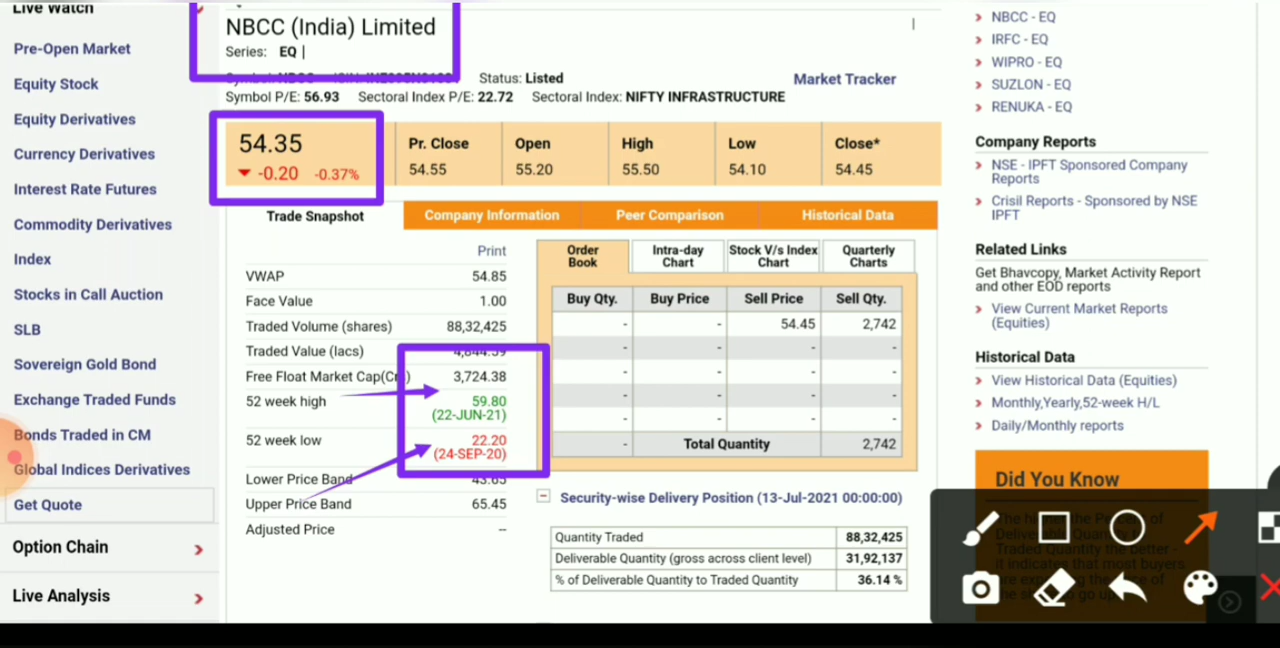 Live Watch
Pre-Open Market
Equity Stock
Equity Derivatives
Currency Derivatives
Interest Rate Futures
Commodity Derivatives
Index
Stocks in Call Auction
SLB
Sovereign Gold Bond
Exchange Traded Funds
Bonds Traded in CM
Global Indices Derivatives
Get Quote
Option Chain
Live Analysis
NBCC (India) Limited
Series: EQ |
Status: Listed
Market Tracker
Symbol P/E: 56.93 Sectoral Index P/E: 22.72 Sectoral Index: NIFTY INFRASTRUCTURE
54.35
-0.20 -0.37%
Pr. Close Open High Low Close*
54.55 55.20 55.50 54.10 54.45
Trade Snapshot Company Information Peer Comparison Historical Data
Print
VWAP 54.85
Face Value 1.00
Traded Volume (shares) 88,32,425
Traded Value (lacs) 4,844.59
Free Float Market Cap(Crs) 3,724.38
52 week high 59.80
(22-JUN-21)
52 week low 22.20
(24-SEP-20)
Lower Price Band 43.65
Upper Price Band 65.45
Adjusted Price --
Order Book
Intra-day Chart
Stock V/s Index Chart
Quarterly Charts
Buy Qty. Buy Price Sell Price Sell Qty.
- - 54.45 2,742
- - - -
- - - -
- - - -
- - - -
- Total Quantity 2,742
Security-wise Delivery Position (13-Jul-2021 00:00:00)
Quantity Traded 88,32,425
Deliverable Quantity (gross across client level) 31,92,137
% of Deliverable Quantity to Traded Quantity 36.14 %
NBCC - EQ
IRFC - EQ
WIPRO - EQ
SUZLON - EQ
RENUKA - EQ
Company Reports
NSE - IPFT Sponsored Company
Reports
Crisil Reports - Sponsored by NSE
IPFT
Related Links
Get Bhavcopy, Market Activity Report
and other EOD reports
View Current Market Reports
(Equities)
Historical Data
View Historical Data (Equities)
Monthly,Yearly,52-week H/L
Daily/Monthly reports
Did You Know